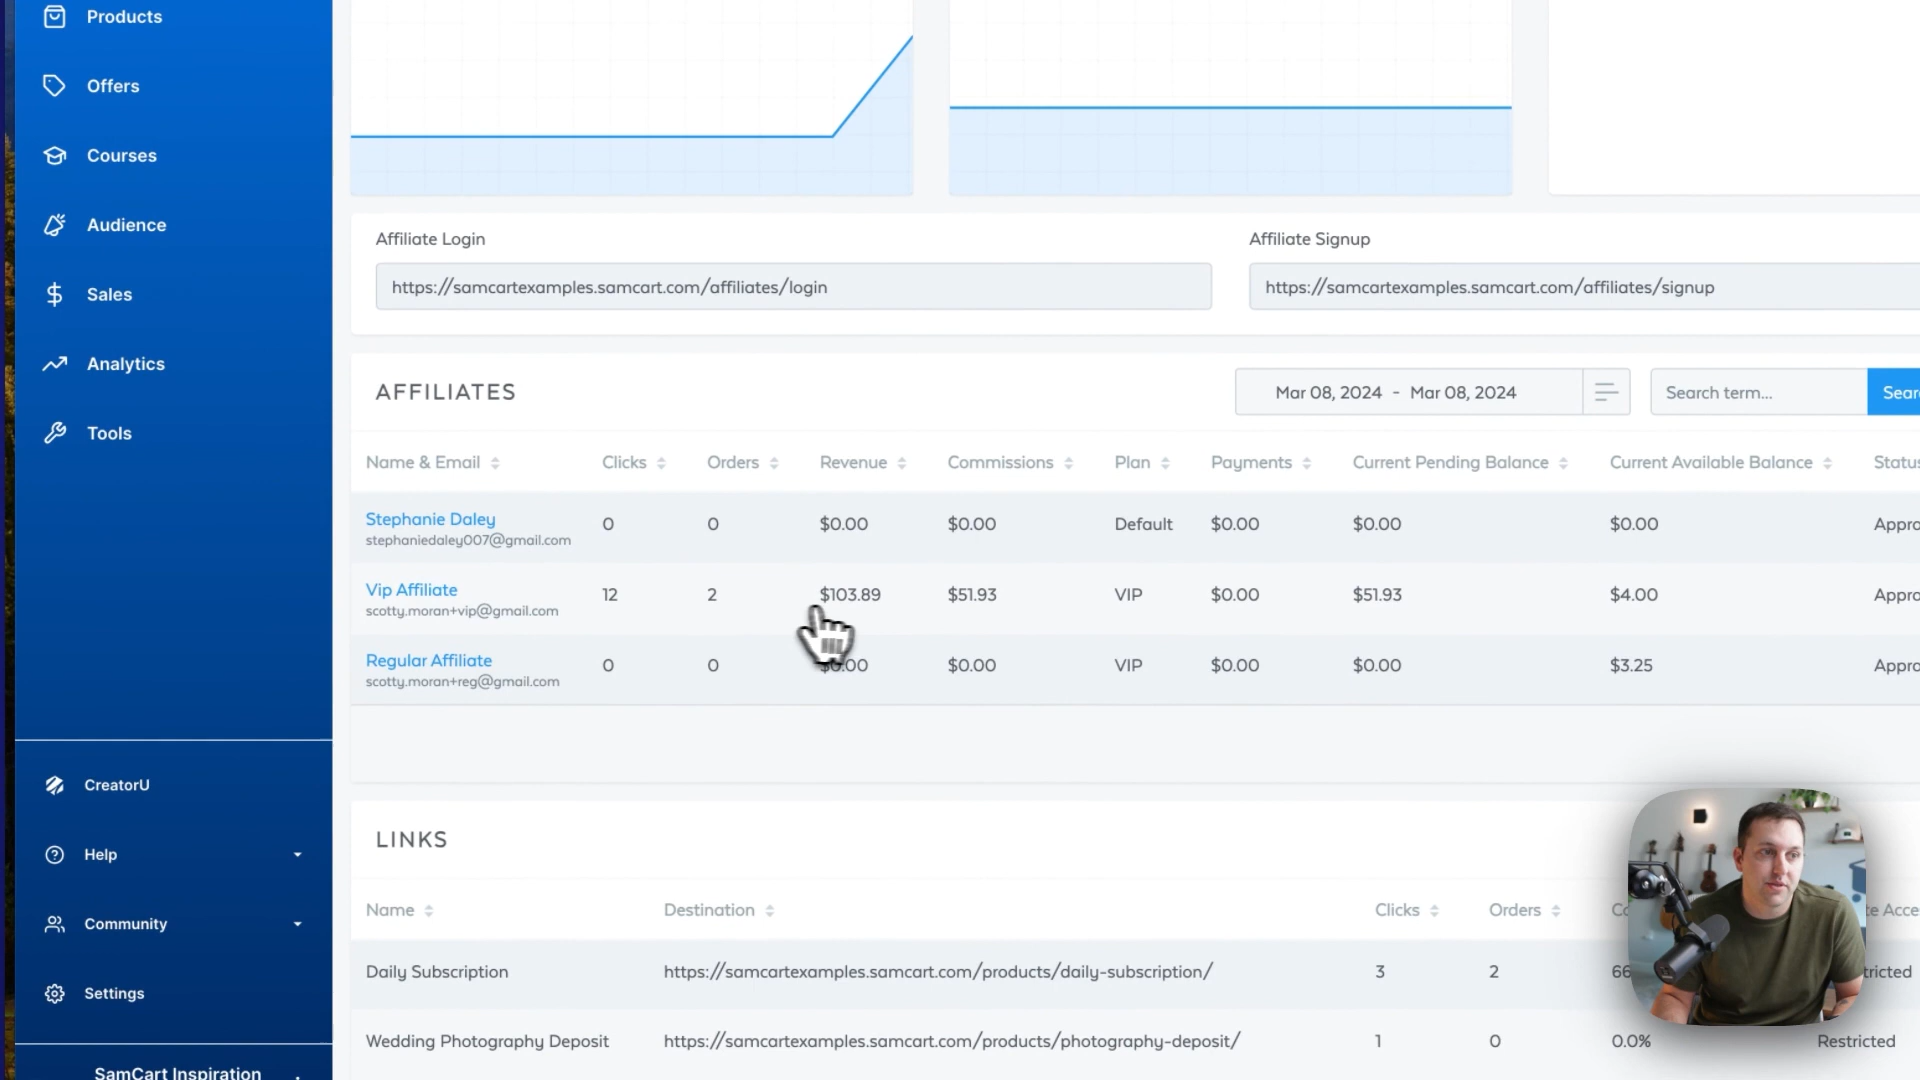 Products
Offers
Courses
Audience
Sales
Analytics
Tools
CreatorU
Help
Community
Settings
SamCart Inspiration
Affiliate Login
Affiliate Signup
https://samcartexamples.samcart.com/affiliates/login
https://samcartexamples.samcart.com/affiliates/signup
AFFILIATES
Mar 08, 2024 - Mar 08, 2024
Search term...
Name & Email Clicks Orders Revenue Commissions Plan Payments Current Pending Balance Current Available Balance
Stephanie Daley 0 0 $0.00 $0.00 Default $0.00 $0.00 $0.00
stephaniedaley007@gmail.com
Vip Affiliate 12 2 $103.89 $51.93 VIP $0.00 $51.93 $4.00
scotty.moran+vip@gmail.com
Regular Affiliate 0 0 $0.00 $0.00 VIP $0.00 $0.00 $3.25
scotty.moran+reg@gmail.com
LINKS
Name Destination Clicks Orders
Daily Subscription https://samcartexamples.samcart.com/products/daily-subscription/ 3 2
Wedding Photography Deposit https://samcartexamples.samcart.com/products/photography-deposit/ 1 0 0.0% Restricted